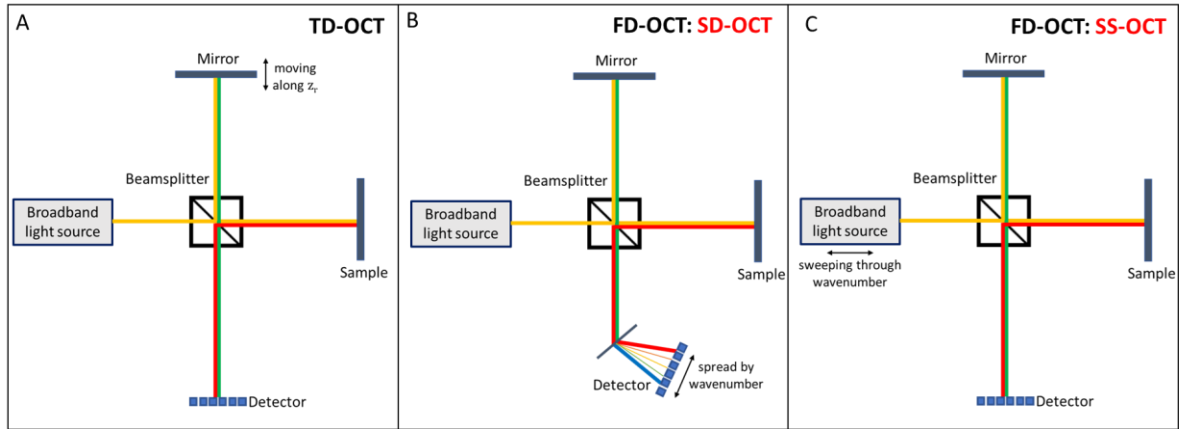 A
TD-OCT
Mirror
moving
along zᵣ
Beamsplitter
Broadband
light source
Sample
Detector
B
FD-OCT: SD-OCT
Mirror
Beamsplitter
Broadband
light source
Sample
Detector
spread by
wavenumber
C
FD-OCT: SS-OCT
Mirror
Beamsplitter
Broadband
light source
sweeping through
wavenumber
Sample
Detector